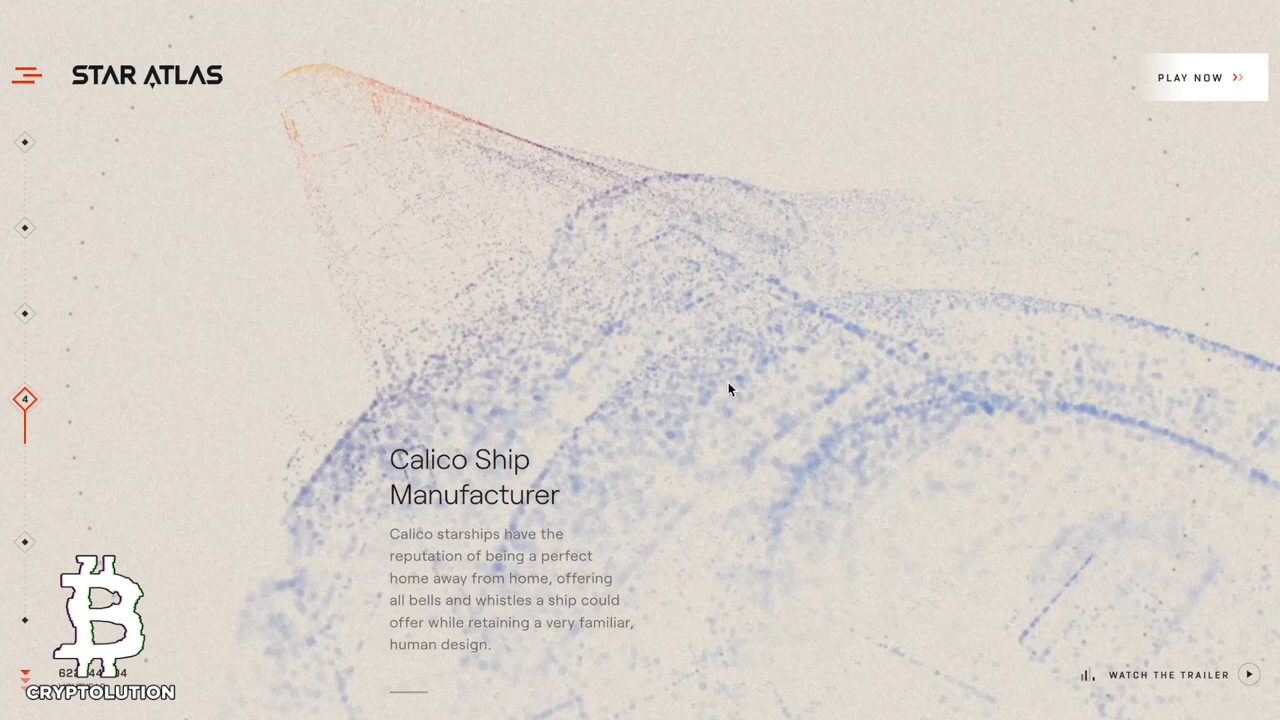 STAR ATLAS
PLAY NOW
4
Calico Ship
Manufacturer
Calico starships have the
reputation of being a perfect
home away from home, offering
all bells and whistles a ship could
offer while retaining a very familiar,
human design.
WATCH THE TRAILER
CRYPTOLUTION